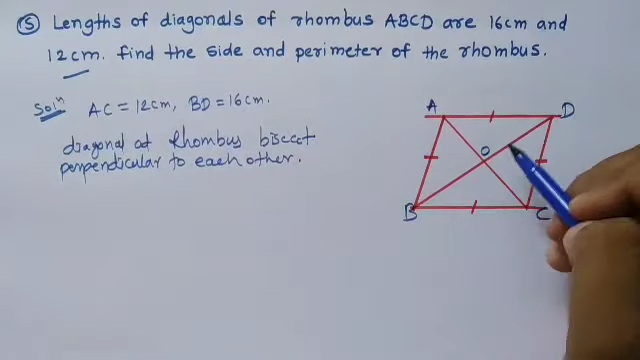 ⑤ Lengths of diagonals of rhombus ABCD are 16cm and
12cm. find the side and perimeter of the rhombus.
Solⁿ AC = 12cm, BD = 16cm.
diagonal of Rhombus bisect
perpendicular to each other.
A D
O
B C